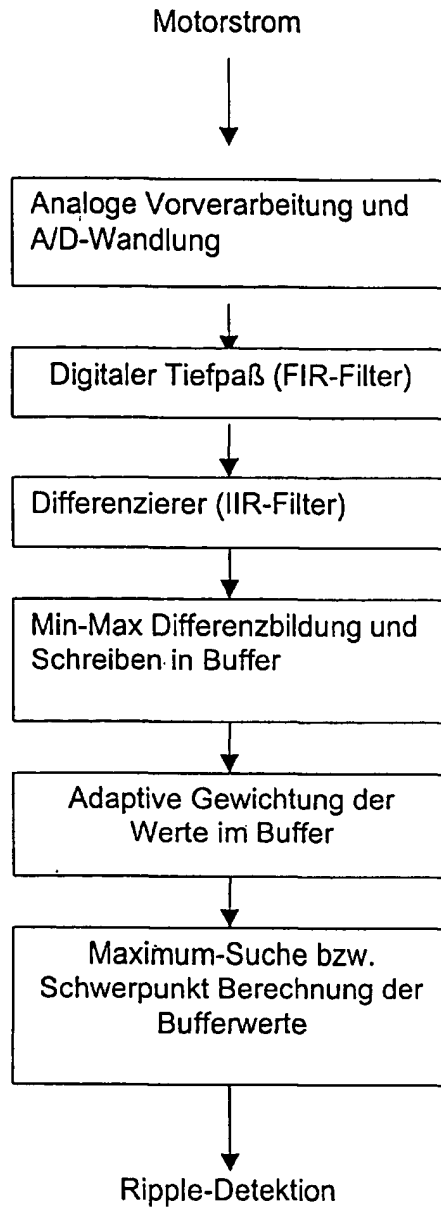 Motorstrom
Analoge Vorverarbeitung und
A/D-Wandlung
Digitaler Tiefpaß (FIR-Filter)
Differenzierer (IIR-Filter)
Min-Max Differenzbildung und
Schreiben in Buffer
Adaptive Gewichtung der
Werte im Buffer
Maximum-Suche bzw.
Schwerpunkt Berechnung der
Bufferwerte
Ripple-Detektion